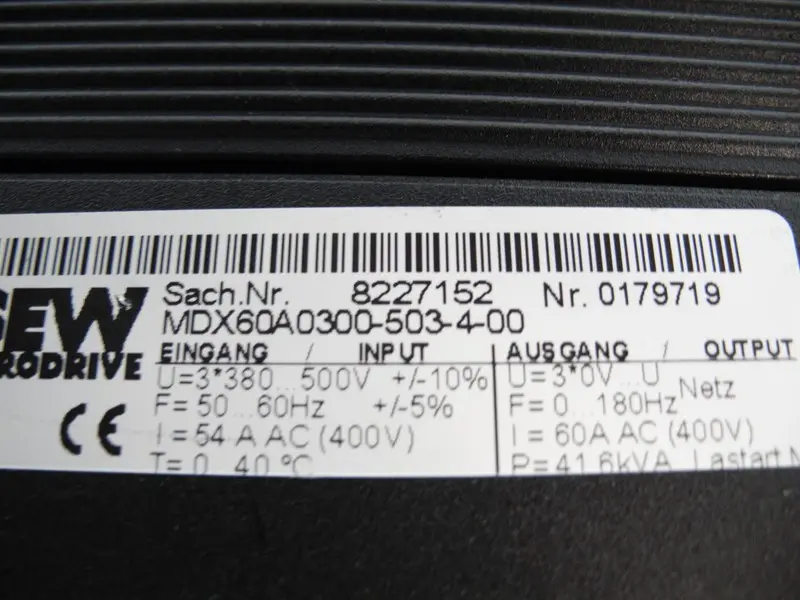 Sach.Nr. 8227152 Nr. 0179719
SEW
MDX60A0300-503-4-00
RODRIVE
EINGANG / INPUT
U=3*380...500V +/-10%
F= 50...60Hz +/-5%
I = 54 A AC (400V)
T= 0...40 °C
AUSGANG / OUTPUT
U=3*0V...U Netz
F= 0...180Hz
I = 60A AC (400V)
P= 41.6kVA Lastart
CE